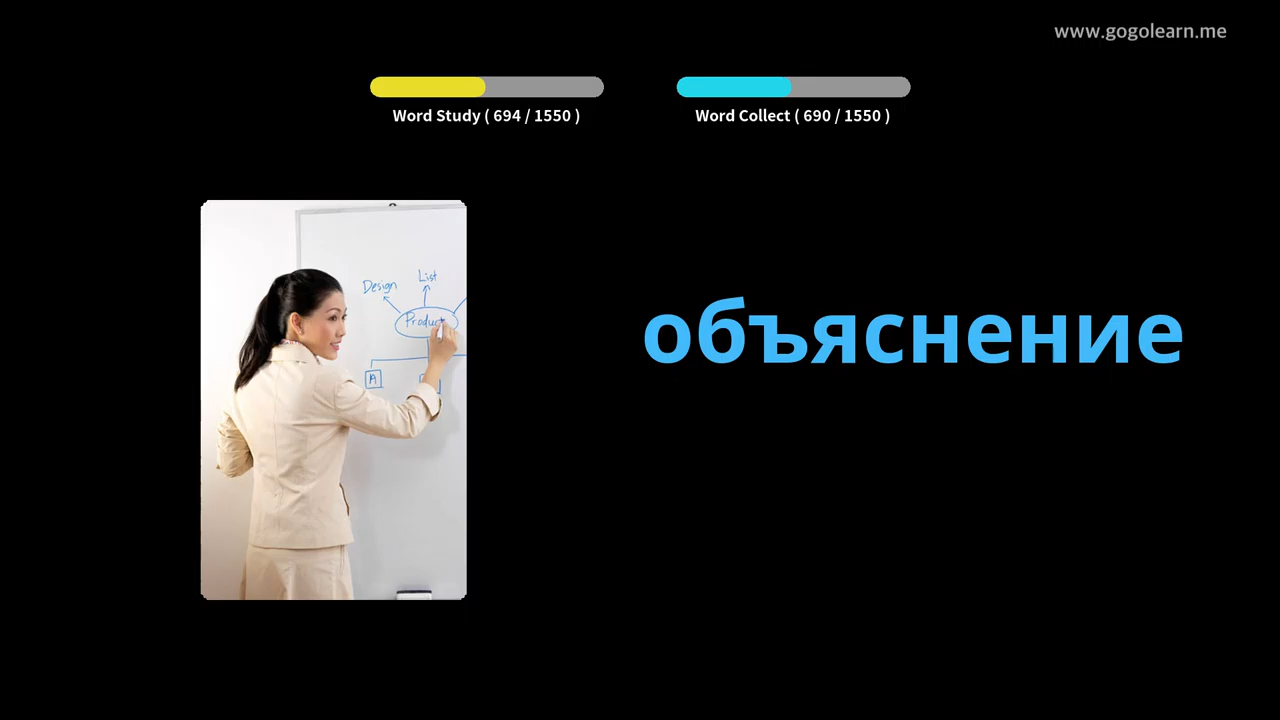 www.gogolearn.me
Word Study ( 694 / 1550 )
Word Collect ( 690 / 1550 )
объяснение
List
Design
Product
A